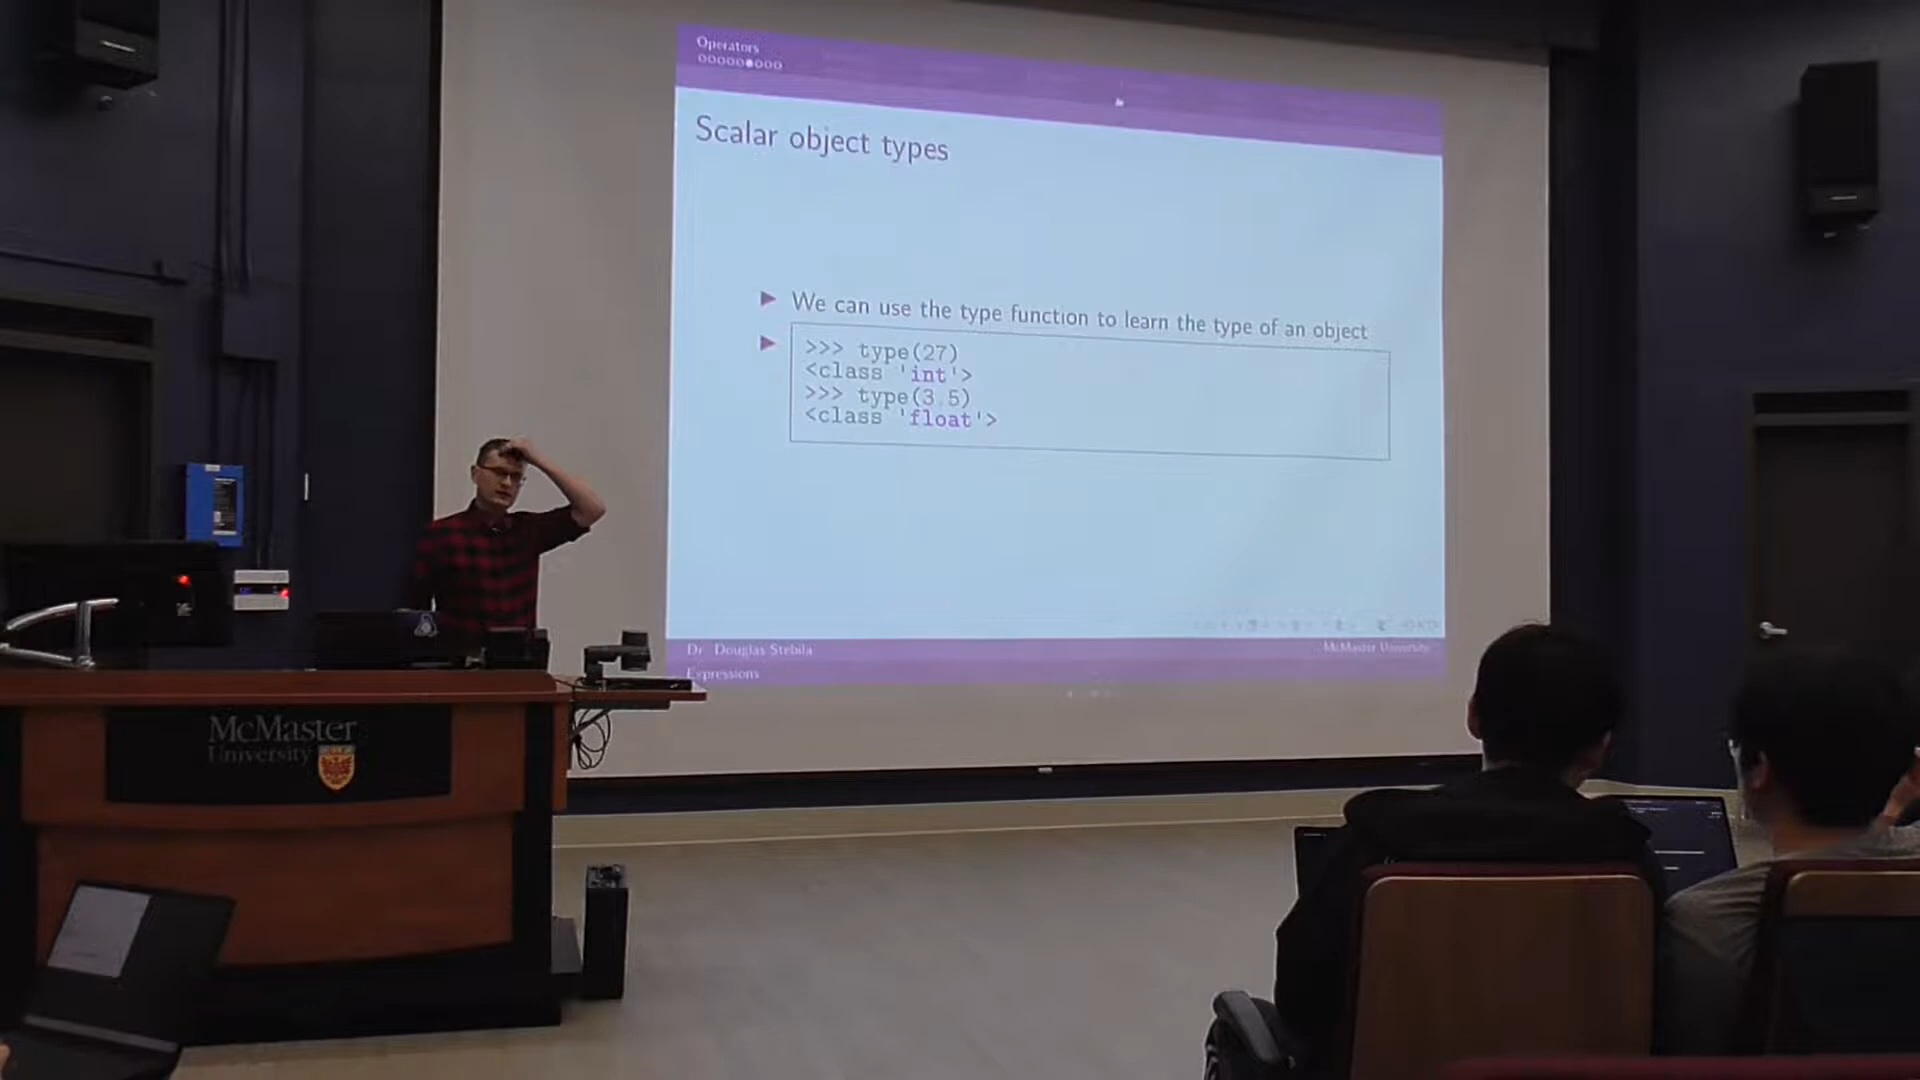 Operators
Scalar object types
We can use the type function to learn the type of an object
>>> type(27)
<class 'int'>
>>> type(3.5)
<class 'float'>
Dr. Douglas Stebila
McMaster University
Expressions
McMaster
University